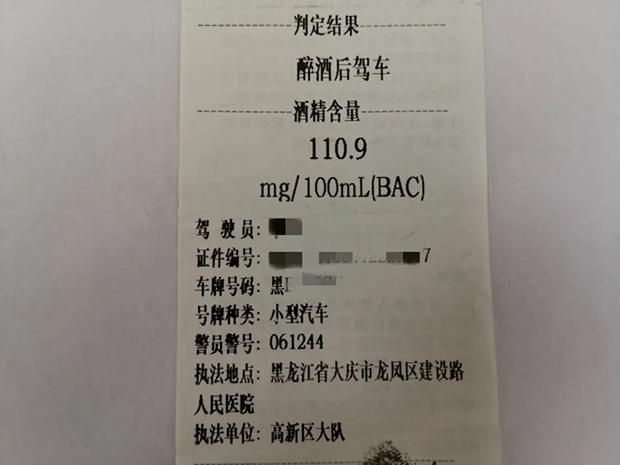 判定结果
醉酒后驾车
酒精含量
110.9
mg/100mL(BAC)
驾驶员:
证件编号: 7
车牌号码:黑
号牌种类:小型汽车
警员警号:061244
执法地点:黑龙江省大庆市龙凤区建设路
人民医院
执法单位:高新区大队